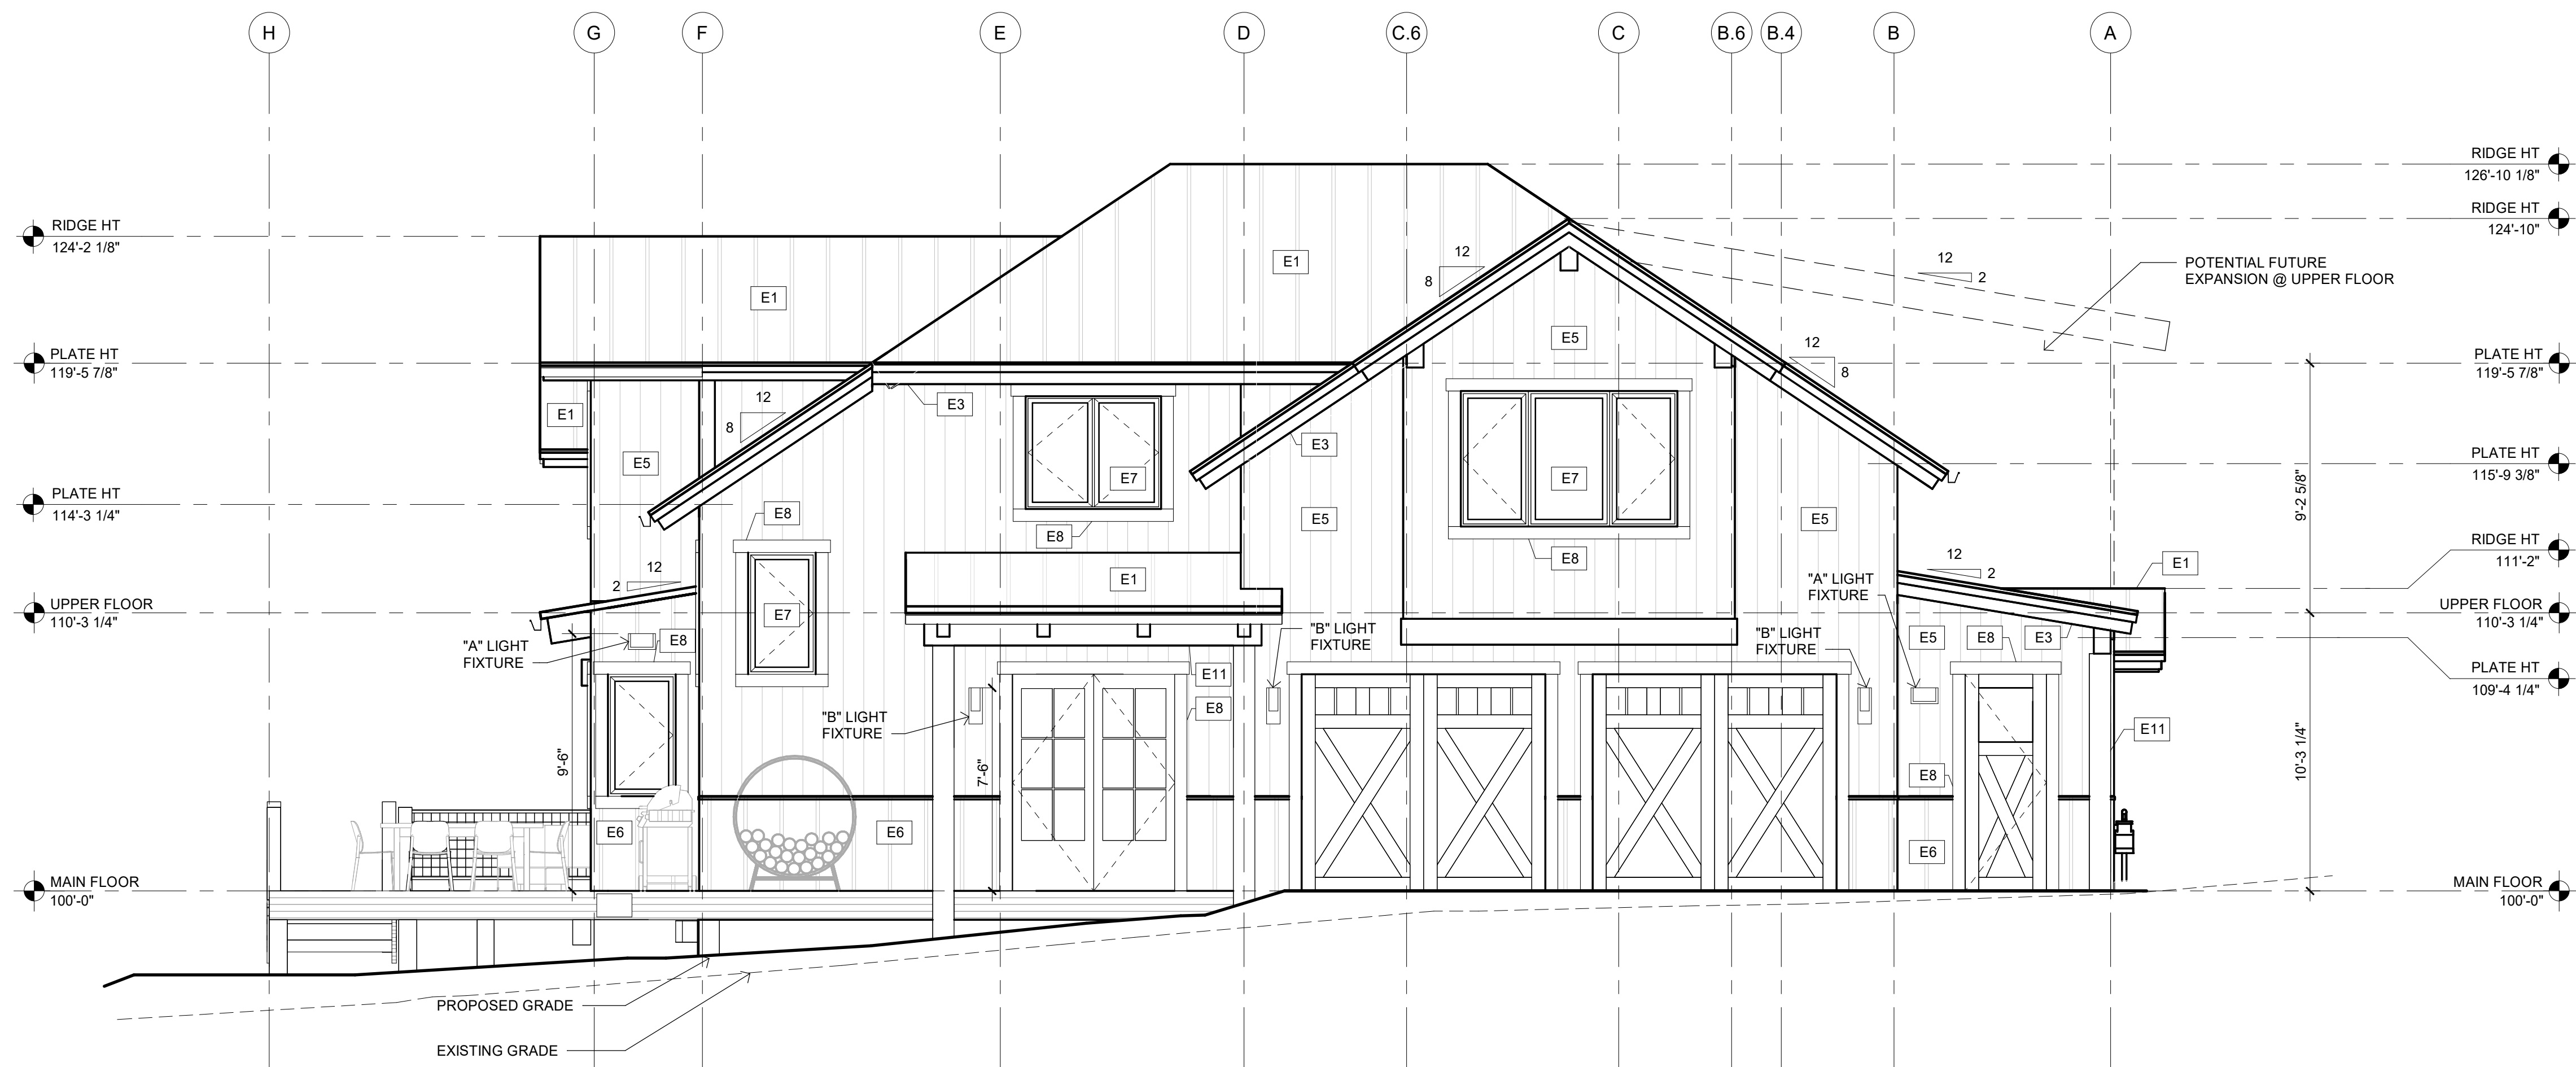 H
G
F
E
D
C.6
C
B.6
B.4
B
A
RIDGE HT
126'-10 1/8"
RIDGE HT
124'-10"
RIDGE HT
124'-2 1/8"
12
8
12
2
POTENTIAL FUTURE
EXPANSION @ UPPER FLOOR
E1
E1
E5
12
8
PLATE HT
119'-5 7/8"
PLATE HT
119'-5 7/8"
E1
12
8
E3
E3
E5
E7
E7
PLATE HT
115'-9 3/8"
PLATE HT
114'-3 1/4"
E8
E8
E5
E5
E8
9'-2 5/8"
RIDGE HT
111'-2"
12
2
E1
12
2
E1
"A" LIGHT
FIXTURE
UPPER FLOOR
110'-3 1/4"
UPPER FLOOR
110'-3 1/4"
E7
"A" LIGHT
FIXTURE
E8
"B" LIGHT
FIXTURE
"B" LIGHT
FIXTURE
E5
E8
E3
PLATE HT
109'-4 1/4"
E11
E8
"B" LIGHT
FIXTURE
E11
9'-6"
7'-6"
10'-3 1/4"
E8
E6
E6
E6
MAIN FLOOR
100'-0"
MAIN FLOOR
100'-0"
PROPOSED GRADE
EXISTING GRADE